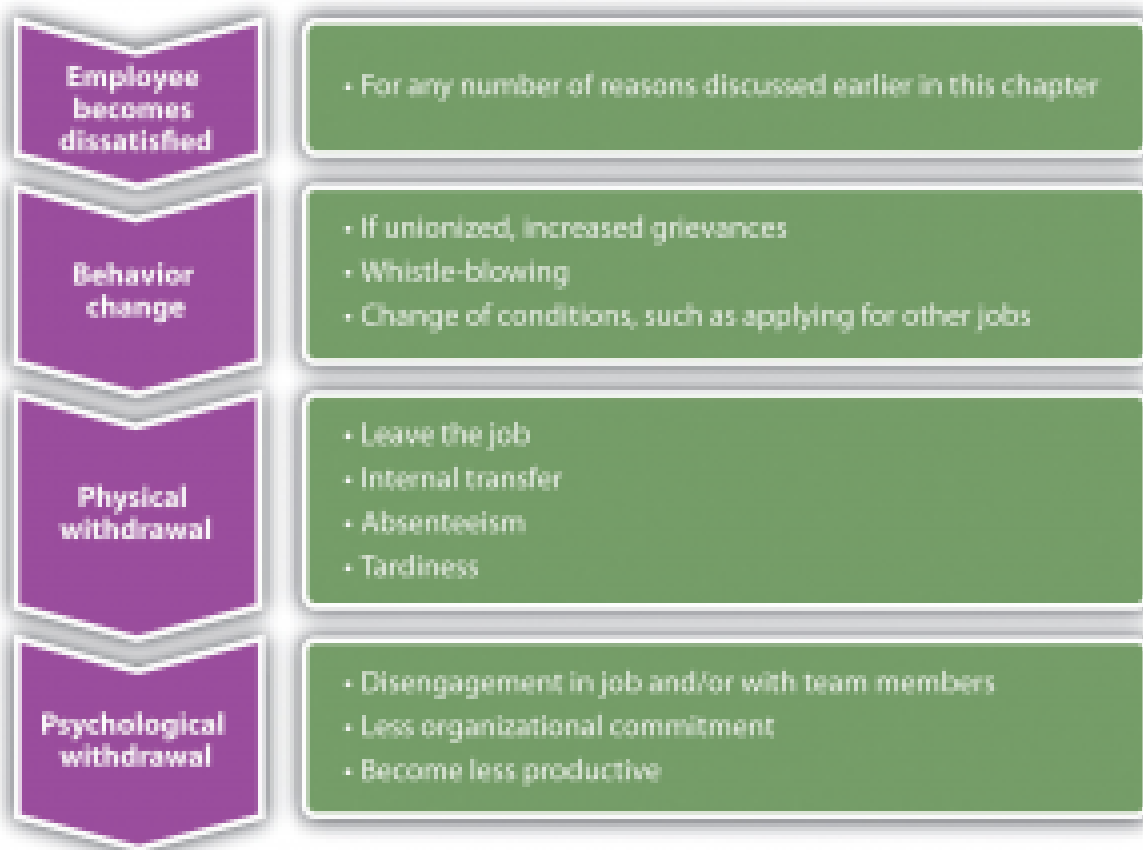 Employee
becomes
dissatisfied
• For any number of reasons discussed earlier in this chapter
Behavior
change
• If unionized, increased grievances
• Whistle-blowing
• Change of conditions, such as applying for other jobs
Physical
withdrawal
• Leave the job
• Internal transfer
• Absenteeism
• Tardiness
Psychological
withdrawal
• Disengagement in job and/or with team members
• Less organizational commitment
• Become less productive